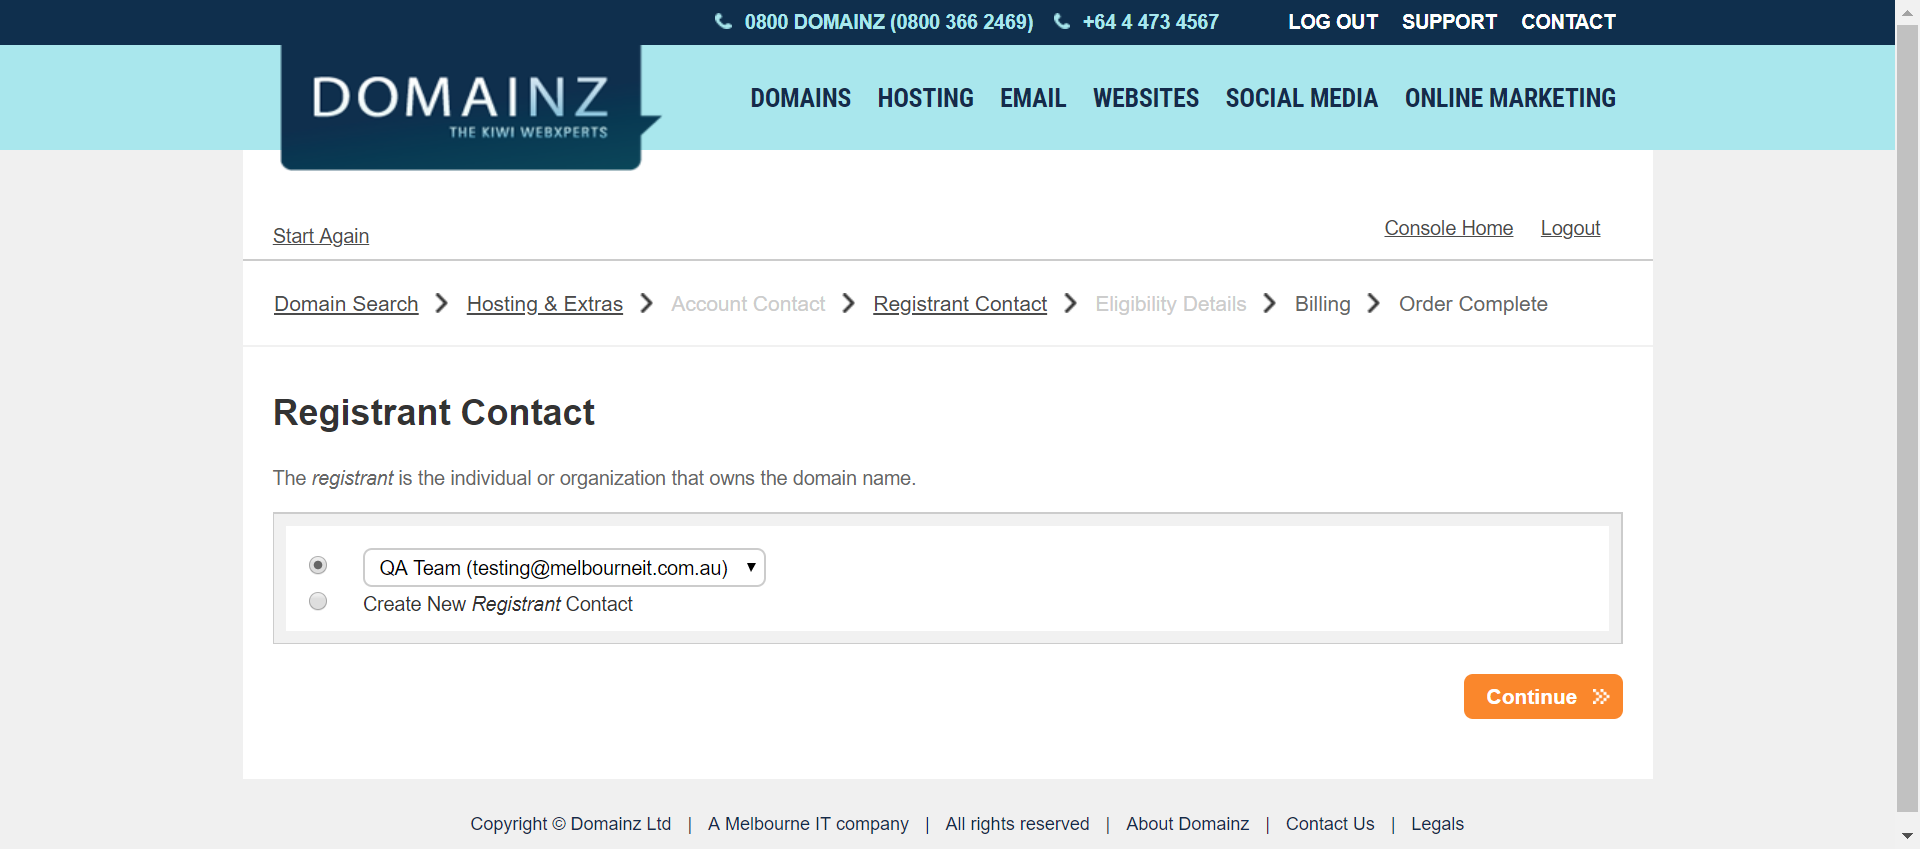 0800 DOMAINZ (0800 366 2469) +64 4 473 4567 LOG OUT SUPPORT CONTACT
DOMAINZ
THE KIWI WEBXPERTS
DOMAINS HOSTING EMAIL WEBSITES SOCIAL MEDIA ONLINE MARKETING
Start Again Console Home Logout
Domain Search Hosting & Extras Account Contact Registrant Contact Eligibility Details Billing Order Complete
Registrant Contact
The registrant is the individual or organization that owns the domain name.
QA Team (testing@melbourneit.com.au)
Create New Registrant Contact
Continue
Copyright © Domainz Ltd | A Melbourne IT company | All rights reserved | About Domainz | Contact Us | Legals